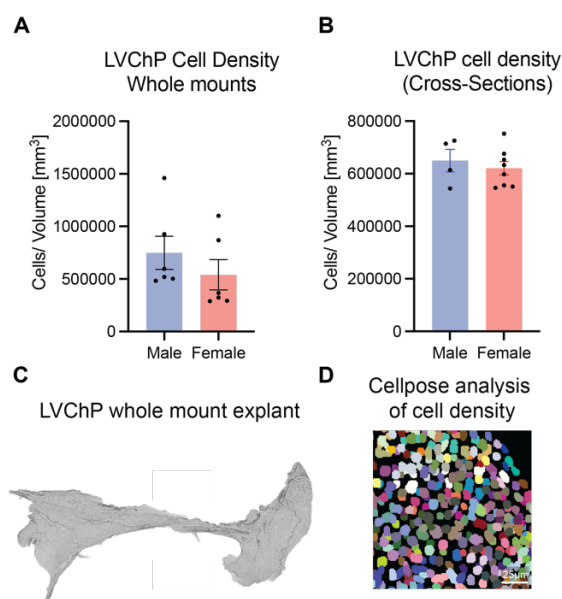 A
LVChP Cell Density
Whole mounts
Cells/ Volume [mm³]
2000000
1500000
1000000
500000
0
Male
Female
B
LVChP cell density
(Cross-Sections)
Cells/ Volume [mm³]
800000
600000
400000
200000
0
Male
Female
C
LVChP whole mount explant
D
Cellpose analysis
of cell density
25µm